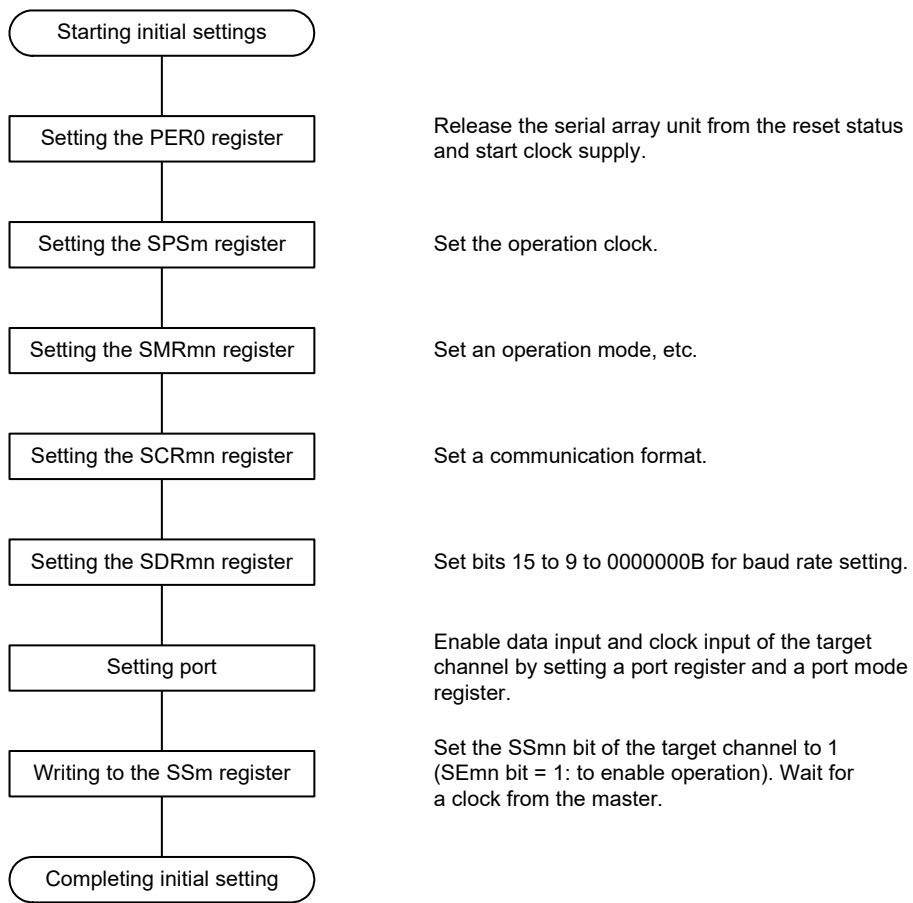 Starting initial settings
Setting the PER0 register
Release the serial array unit from the reset status
and start clock supply.
Setting the SPSm register
Set the operation clock.
Setting the SMRmn register
Set an operation mode, etc.
Setting the SCRmn register
Set a communication format.
Setting the SDRmn register
Set bits 15 to 9 to 0000000B for baud rate setting.
Setting port
Enable data input and clock input of the target
channel by setting a port register and a port mode
register.
Writing to the SSm register
Set the SSmn bit of the target channel to 1
(SEmn bit = 1: to enable operation). Wait for
a clock from the master.
Completing initial setting